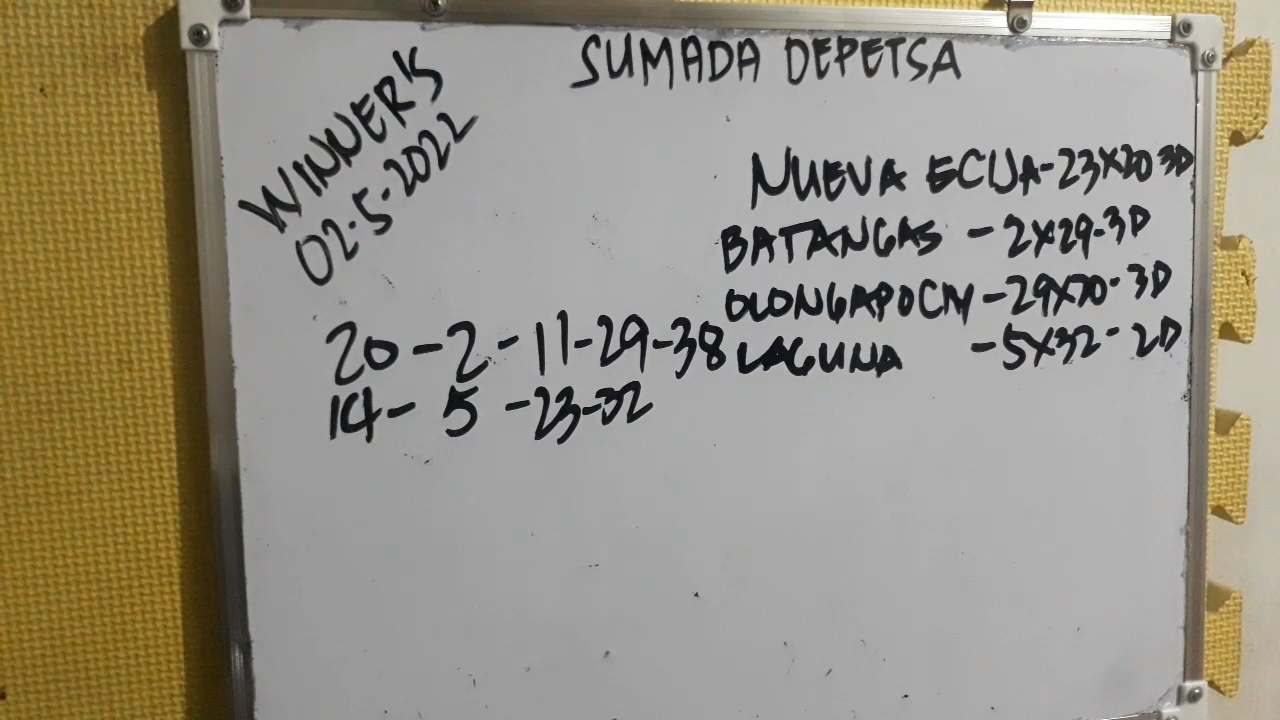 SUMADA DEPETSA
WINNER'S
02-5-2022
NUEVA ECIJA-23X20 3D
BATANGAS - 2X29-3D
OLONGAPO CITY-29X20-3D
LAGUNA -5X32-2D
20-2-11-29-38
14-5-23-32